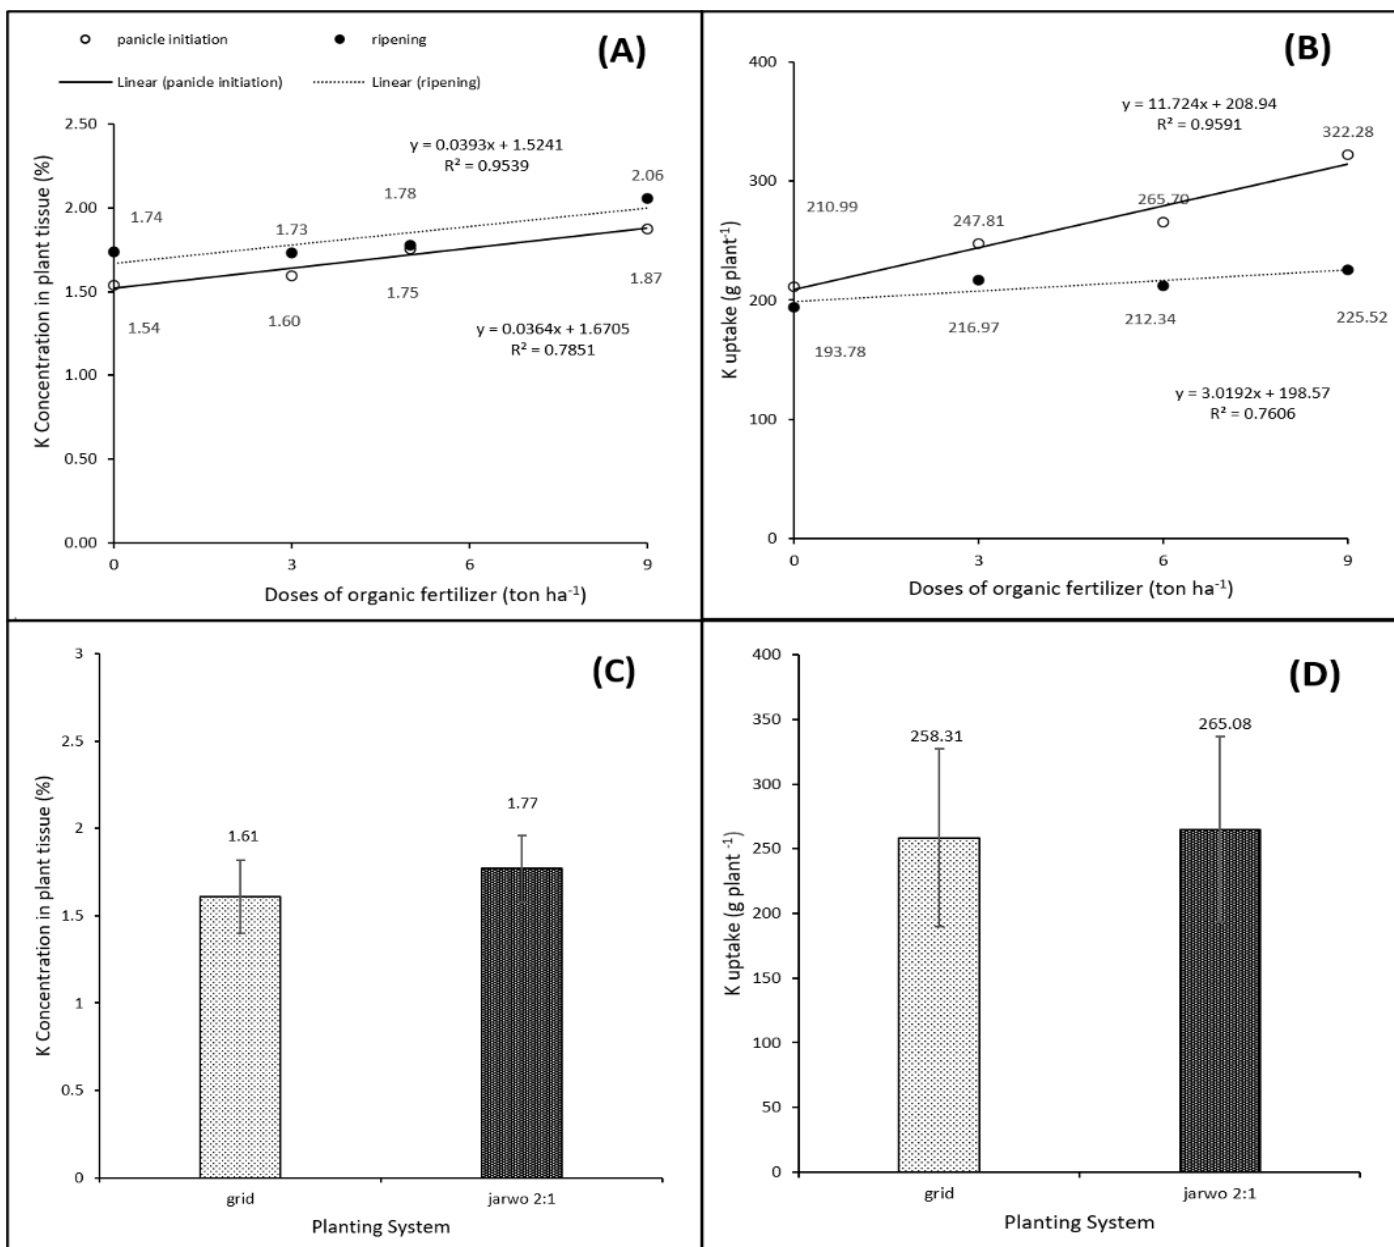 panicle initiation
ripening
(A)
Linear (panicle initiation)
Linear (ripening)
2.50
2.00
1.50
1.00
0.50
0.00
K Concentration in plant tissue (%)
y = 0.0393x + 1.5241
R² = 0.9539
1.74
1.73
1.78
2.06
1.54
1.60
1.75
1.87
y = 0.0364x + 1.6705
R² = 0.7851
0
3
6
9
Doses of organic fertilizer (ton ha⁻¹)
(B)
400
300
200
100
0
K uptake (g plant⁻¹)
y = 11.724x + 208.94
R² = 0.9591
322.28
210.99
247.81
265.70
193.78
216.97
212.34
225.52
y = 3.0192x + 198.57
R² = 0.7606
0
3
6
9
Doses of organic fertilizer (ton ha⁻¹)
(C)
3
2.5
2
1.5
1
0.5
0
K Concentration in plant tissue (%)
1.61
1.77
grid
jarwo 2:1
Planting System
(D)
400
350
300
250
200
150
100
50
0
K uptake (g plant ⁻¹)
258.31
265.08
grid
jarwo 2:1
Planting System